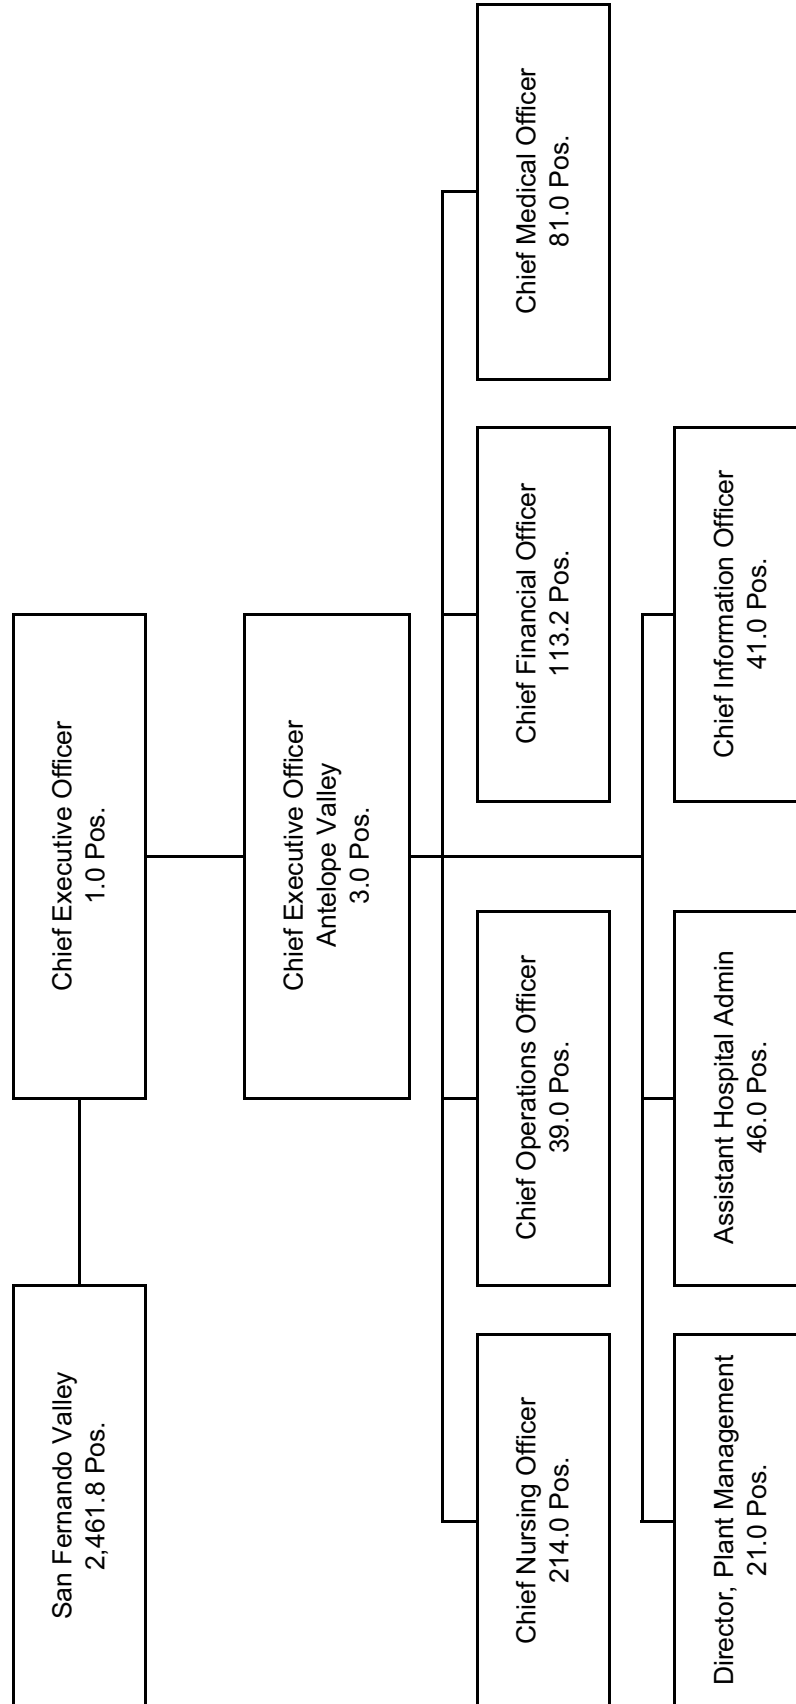 San Fernando Valley
2,461.8 Pos.
Chief Executive Officer
1.0 Pos.
Chief Executive Officer
Antelope Valley
3.0 Pos.
Chief Nursing Officer
214.0 Pos.
Chief Operations Officer
39.0 Pos.
Chief Financial Officer
113.2 Pos.
Chief Medical Officer
81.0 Pos.
Director, Plant Management
21.0 Pos.
Assistant Hospital Admin
46.0 Pos.
Chief Information Officer
41.0 Pos.